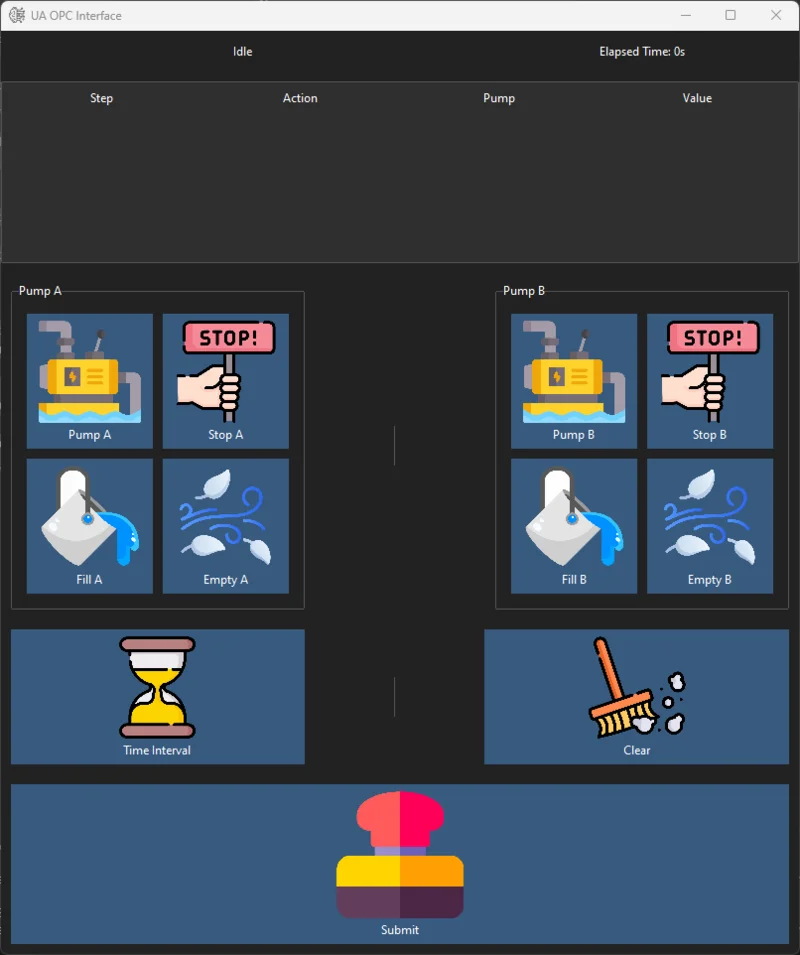 UA OPC Interface
Idle Elapsed Time: 0s
Step Action Pump Value
Pump A Pump B
STOP! STOP!
Pump A Stop A Pump B Stop B
Fill A Empty A Fill B Empty B
Time Interval Clear
Submit